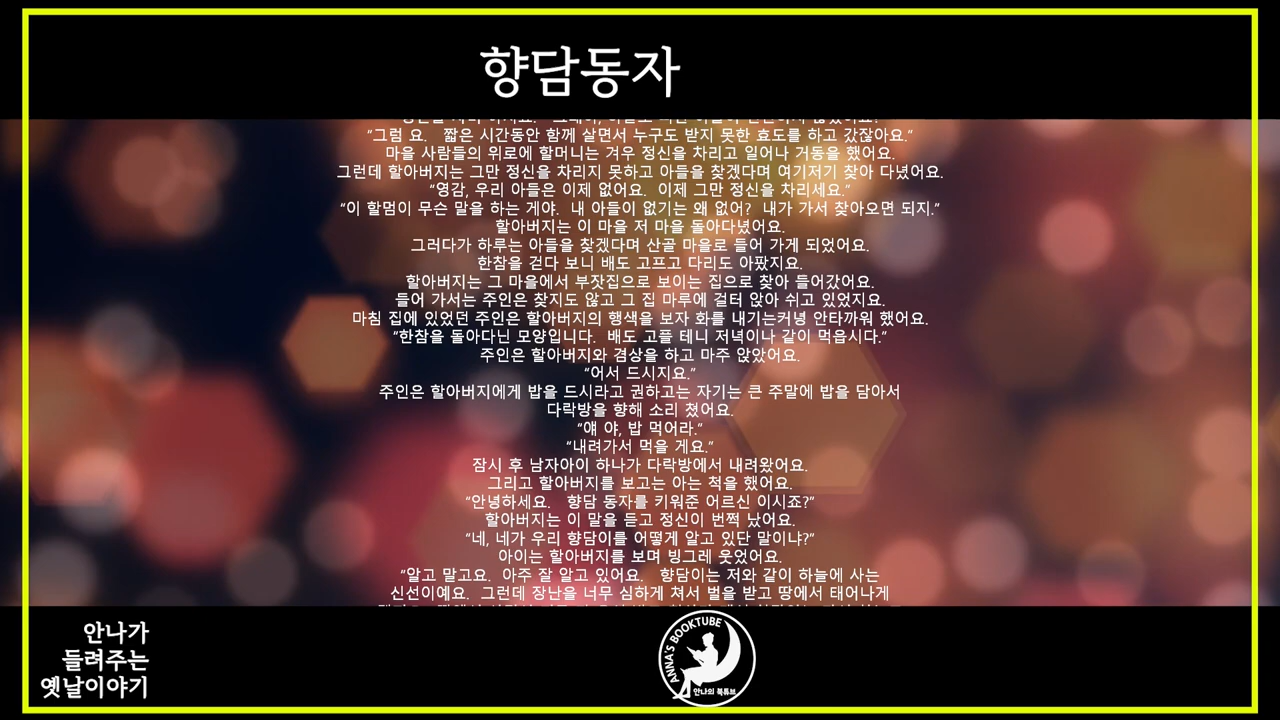 향담동자
"그럼 요.   짧은 시간동안 함께 살면서 누구도 받지 못한 효도를 하고 갔잖아요."
마을 사람들의 위로에 할머니는 겨우 정신을 차리고 일어나 거동을 했어요.
그런데 할아버지는 그만 정신을 차리지 못하고 아들을 찾겠다며 여기저기 찾아 다녔어요.
"영감, 우리 아들은 이제 없어요.  이제 그만 정신을 차리세요."
"이 할멈이 무슨 말을 하는 게야.  내 아들이 없기는 왜 없어?  내가 가서 찾아오면 되지."
할아버지는 이 마을 저 마을 돌아다녔어요.
그러다가 하루는 아들을 찾겠다며 산골 마을로 들어 가게 되었어요.
한참을 걷다 보니 배도 고프고 다리도 아팠지요.
할아버지는 그 마을에서 부잣집으로 보이는 집으로 찾아 들어갔어요.
들어 가서는 주인은 찾지도 않고 그 집 마루에 걸터 앉아 쉬고 있었지요.
마침 집에 있었던 주인은 할아버지의 행색을 보자 화를 내기는커녕 안타까워 했어요.
"한참을 돌아다닌 모양입니다.  배도 고플 테니 저녁이나 같이 먹읍시다."
주인은 할아버지와 겸상을 하고 마주 앉았어요.
"어서 드시지요."
주인은 할아버지에게 밥을 드시라고 권하고는 자기는 큰 주말에 밥을 담아서
다락방을 향해 소리 쳤어요.
"얘 야, 밥 먹어라."
"내려가서 먹을 게요."
잠시 후 남자아이 하나가 다락방에서 내려왔어요.
그리고 할아버지를 보고는 아는 척을 했어요.
"안녕하세요.   향담 동자를 키워준 어르신 이시죠?"
할아버지는 이 말을 듣고 정신이 번쩍 났어요.
"네, 네가 우리 향담이를 어떻게 알고 있단 말이냐?"
아이는 할아버지를 보며 빙그레 웃었어요.
"알고 말고요.  아주 잘 알고 있어요.   향담이는 저와 같이 하늘에 사는
신선이예요.  그런데 장난을 너무 심하게 쳐서 벌을 받고 땅에서 태어나게
안나가
들려주는
옛날이야기
ANNA'S BOOKTUBE
안나의 북튜브